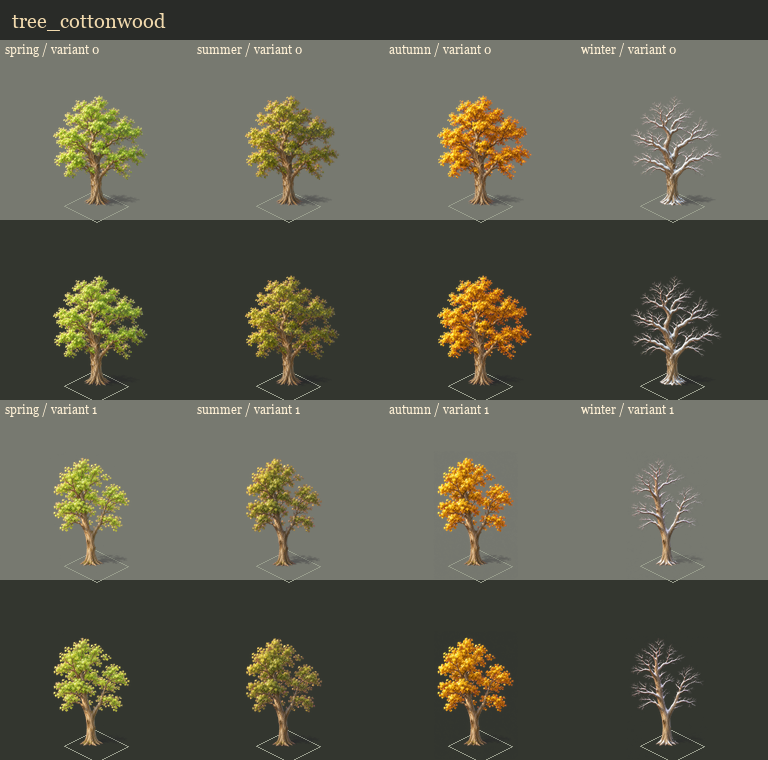 tree_cottonwood
spring / variant 0
summer / variant 0
autumn / variant 0
winter / variant 0
spring / variant 1
summer / variant 1
autumn / variant 1
winter / variant 1